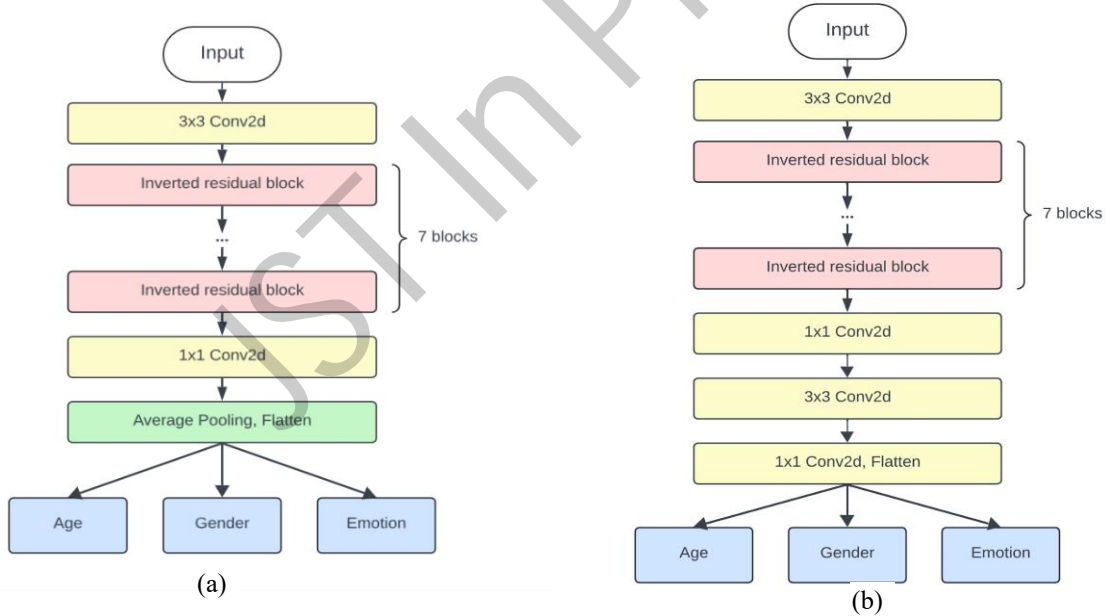 Input
3x3 Conv2d
Inverted residual block
...
Inverted residual block
7 blocks
1x1 Conv2d
Average Pooling, Flatten
Age
Gender
Emotion
(a)
Input
3x3 Conv2d
Inverted residual block
...
Inverted residual block
7 blocks
1x1 Conv2d
3x3 Conv2d
1x1 Conv2d, Flatten
Age
Gender
Emotion
(b)
JST In